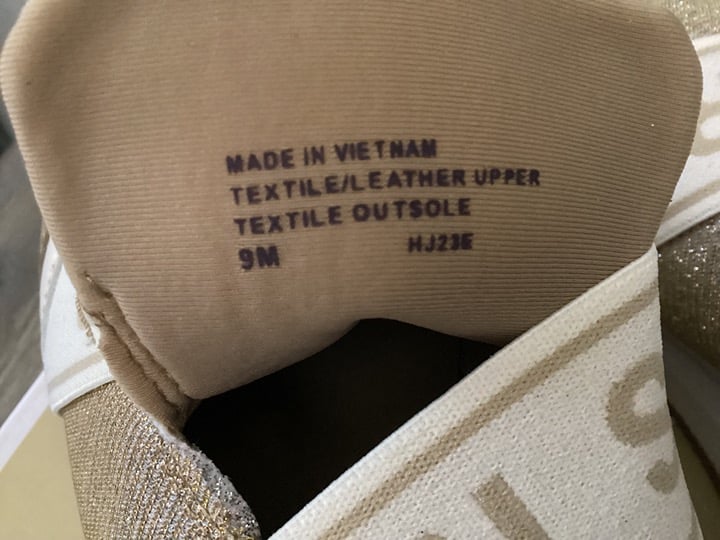 MADE IN VIETNAM
TEXTILE/LEATHER UPPER
TEXTILE OUTSOLE
9M HJ23E